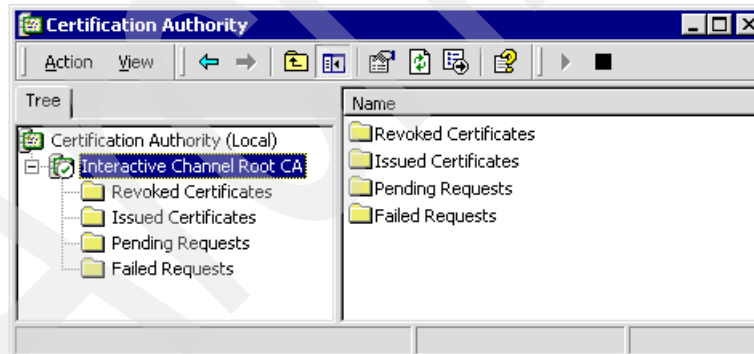 Certification Authority
Action View
Tree
Name
Certification Authority (Local)
Interactive Channel Root CA
Revoked Certificates
Issued Certificates
Pending Requests
Failed Requests
Revoked Certificates
Issued Certificates
Pending Requests
Failed Requests